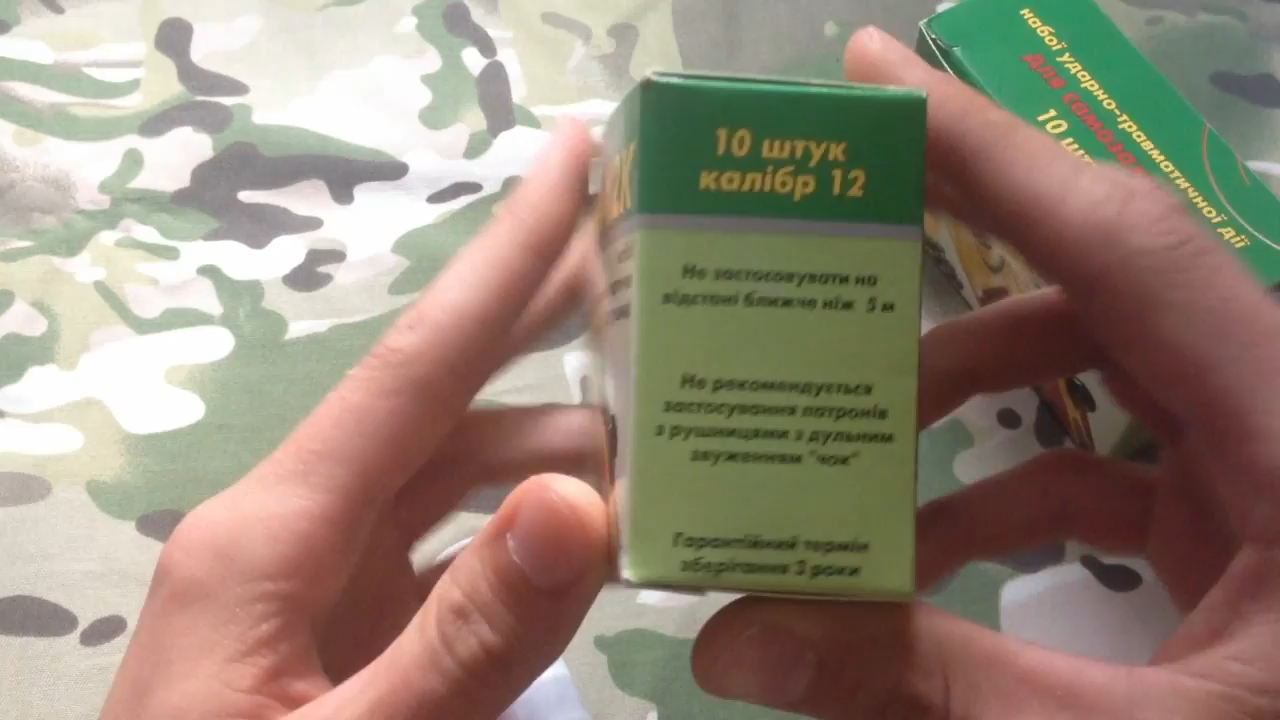 10 штук
калібр 12
Не застосовувати на
відстані ближче ніж 5 м
Не рекомендується
застосування патронів
з рушницями з дульним
звуженням "чок"
Гарантійний термін
зберігання 3 роки
набої ударно-травматичної дії
для
10